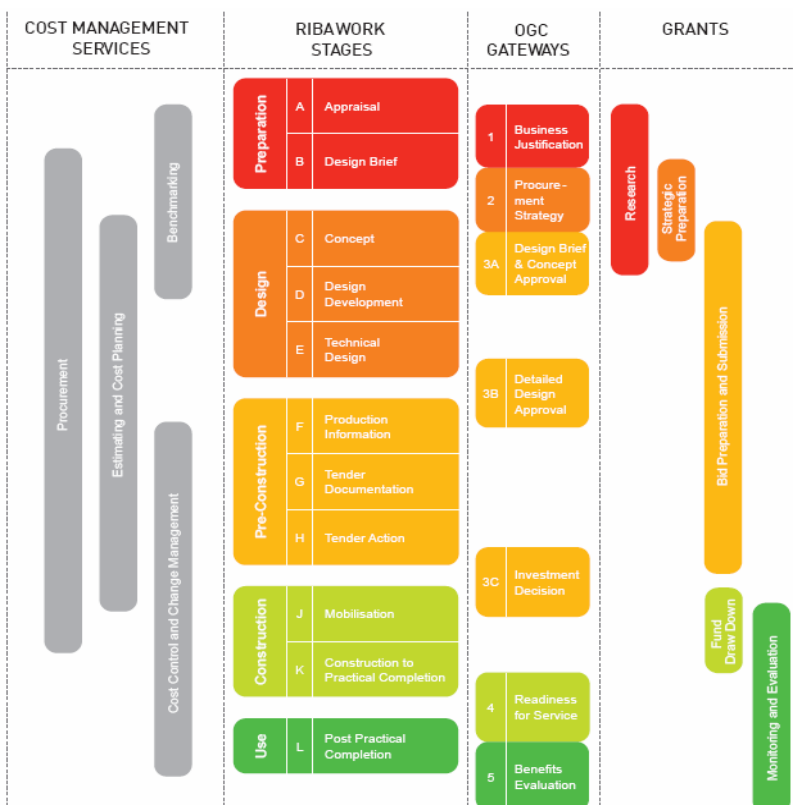 COST MANAGEMENT
SERVICES
RIBAWORK
STAGES
OGC
GATEWAYS
GRANTS
Procurement
Estimating and Cost Planning
Benchmarking
Cost Control and Change Management
Preparation
A
Appraisal
B
Design Brief
Design
C
Concept
D
Design
Development
E
Technical
Design
Pre-Construction
F
Production
Information
G
Tender
Documentation
H
Tender Action
Construction
J
Mobilisation
K
Construction to
Practical Completion
Use
L
Post Practical
Completion
1
Business
Justification
2
Procure -
ment
Strategy
3A
Design Brief
& Concept
Approval
3B
Detailed
Design
Approval
3C
Investment
Decision
4
Readiness
for Service
5
Benefits
Evaluation
Research
Strategic
Preparation
Bid Preparation and Submission
Fund
Draw Down
Monitoring and Evaluation